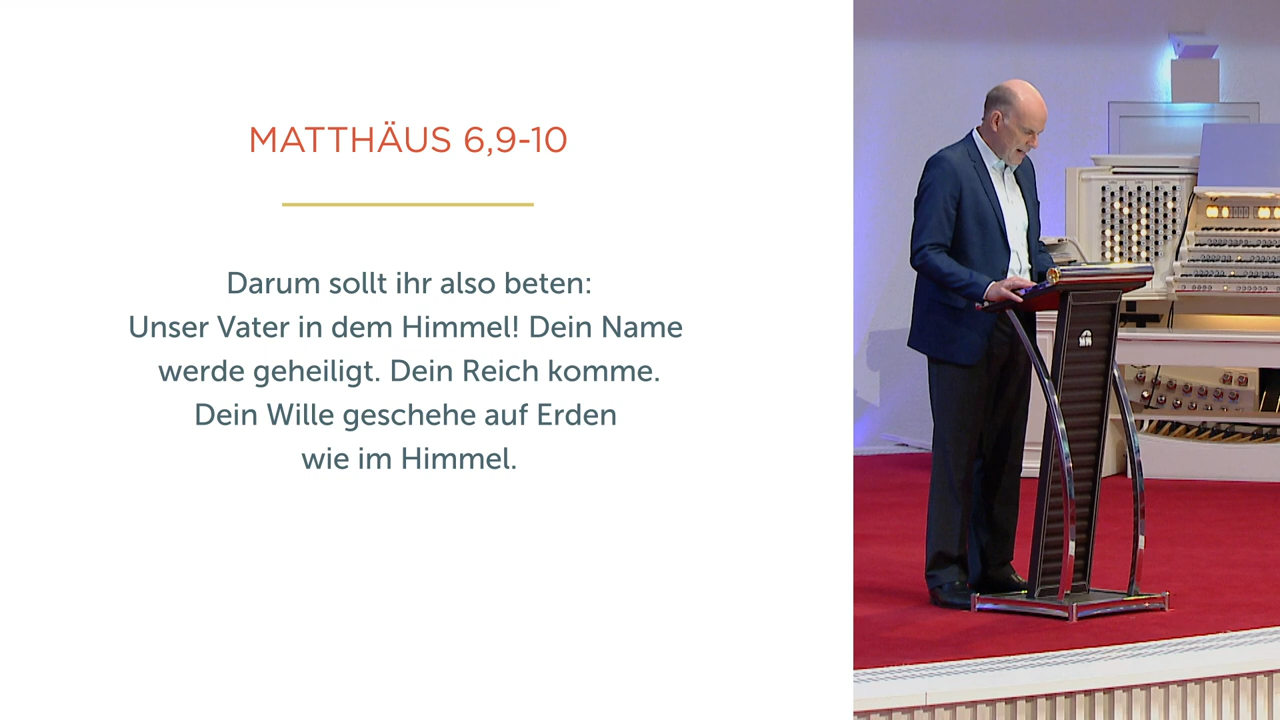 MATTHÄUS 6,9-10
Darum sollt ihr also beten:
Unser Vater in dem Himmel! Dein Name
werde geheiligt. Dein Reich komme.
Dein Wille geschehe auf Erden
wie im Himmel.